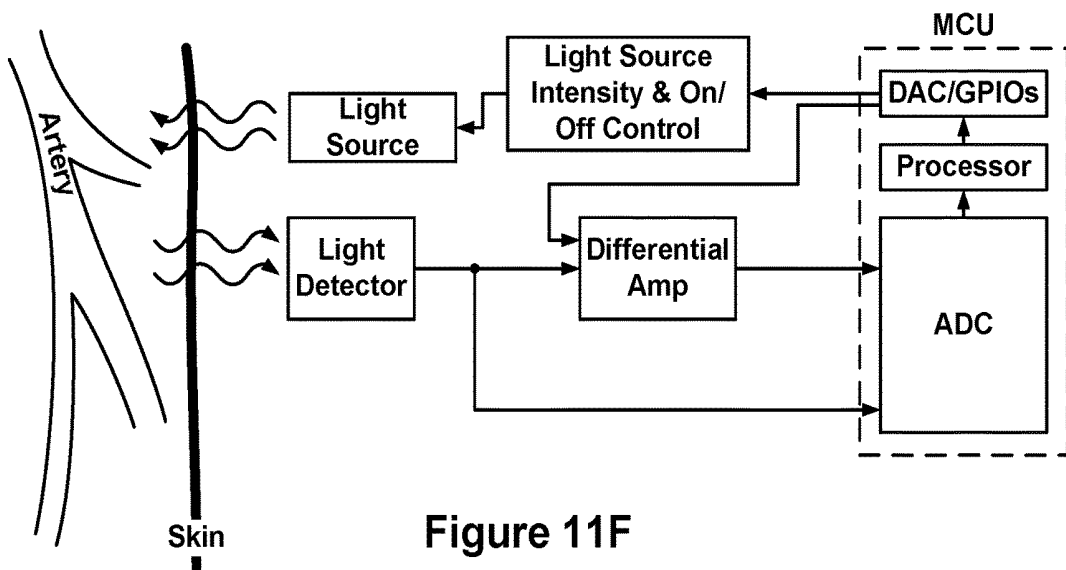 MCU
Light Source
Intensity & On/
Off Control
DAC/GPIOs
Light
Source
Artery
Processor
Light
Detector
Differential
Amp
ADC
Skin
Figure 11F